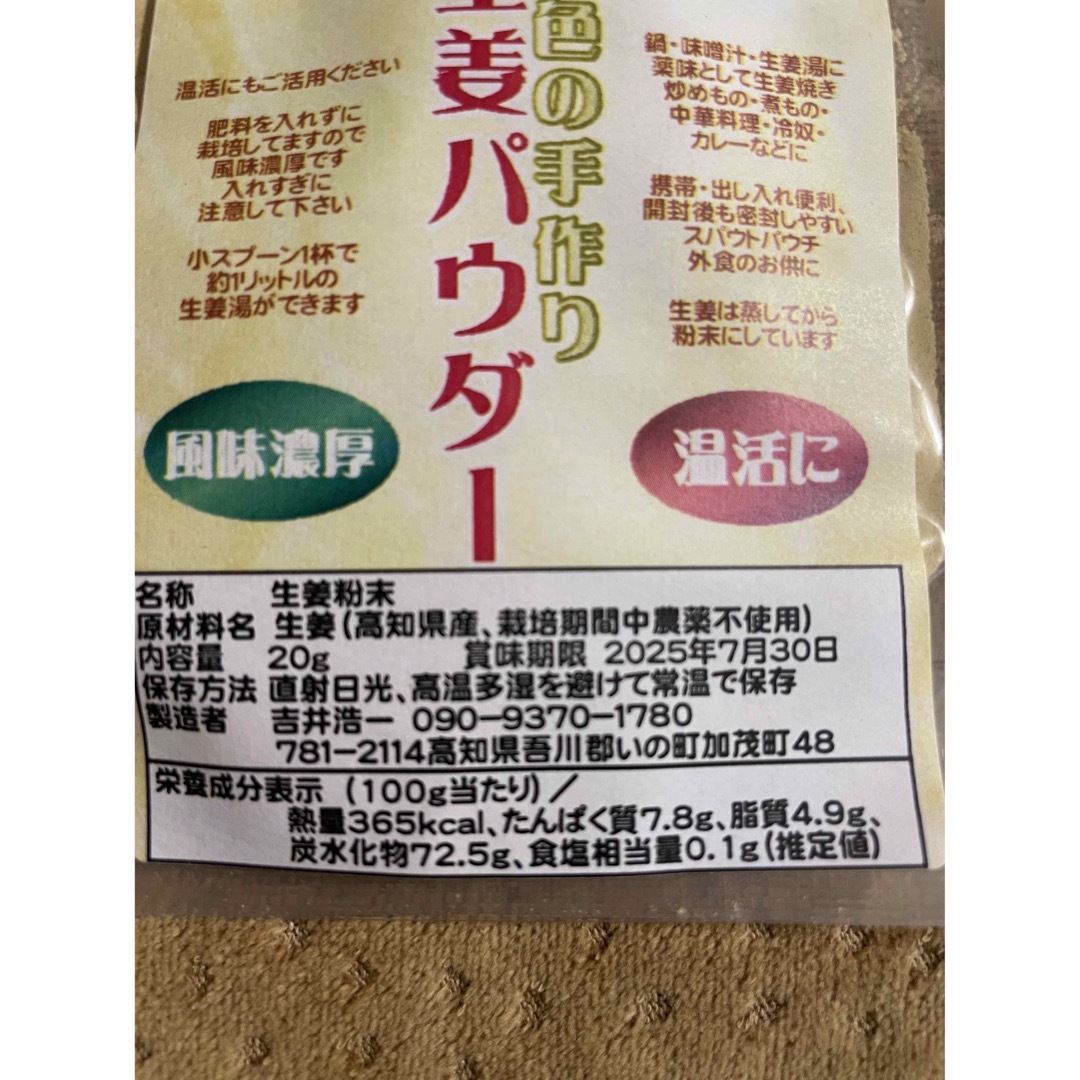 色の手作り
生姜パウダー
鍋・味噌汁・生姜湯に
薬味として生姜焼き
炒めもの・煮もの・
中華料理・冷奴・
カレーなどに
携帯・出し入れ便利、
開封後も密封しやすい
スパウトパウチ
外食のお供に
生姜は蒸してから
粉末にしています
温活にもご活用ください
肥料を入れずに
栽培してますので
風味濃厚です
入れすぎに
注意して下さい
小スプーン1杯で
約1リットルの
生姜湯ができます
風味濃厚
温活に
名称 生姜粉末
原材料名 生姜(高知県産、栽培期間中農薬不使用)
内容量 20g 賞味期限 2025年7月30日
保存方法 直射日光、高温多湿を避けて常温で保存
製造者 吉井浩一 090-9370-1780
781-2114高知県吾川郡いの町加茂町48
栄養成分表示 (100g当たり)/
熱量365kcal、たんぱく質7.8g、脂質4.9g、
炭水化物72.5g、食塩相当量0.1g(推定値)